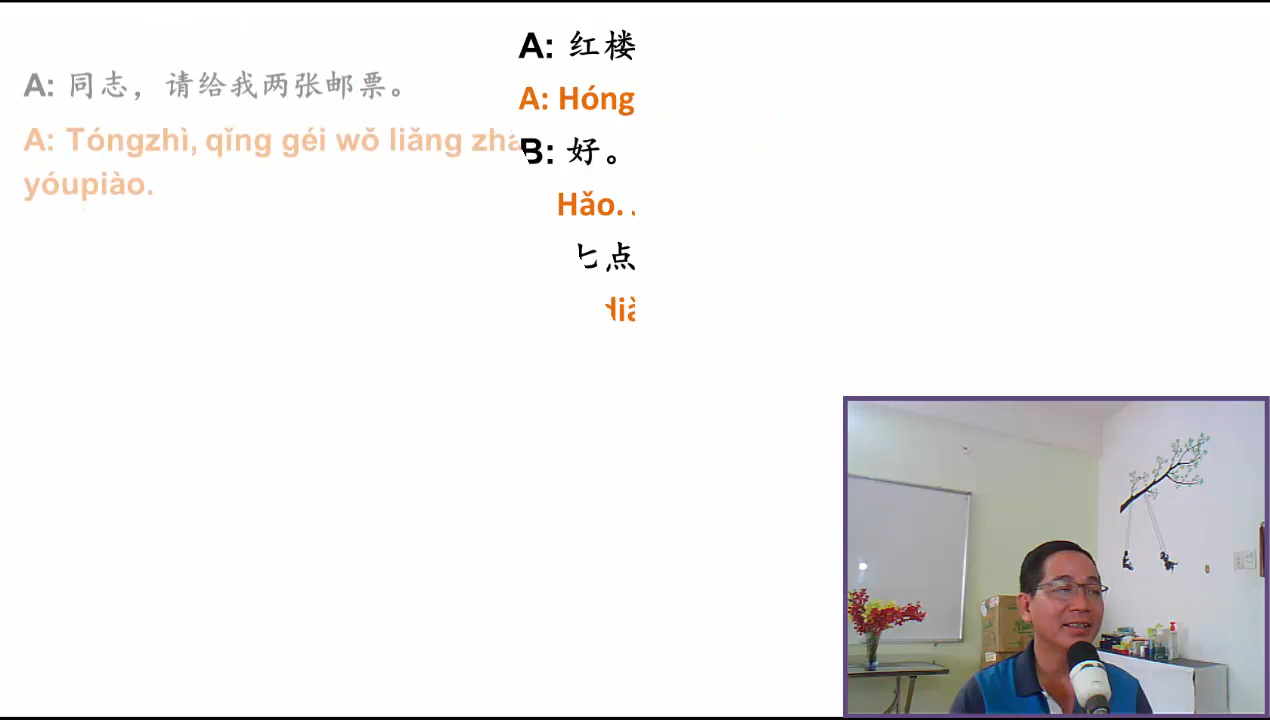 A: 同志，请给我两张邮票。
A: Tóngzhì, qǐng géi wǒ liǎng
yóupiào.
A: 红楼
A: Hóng
B: 好。
Hǎo.
七点